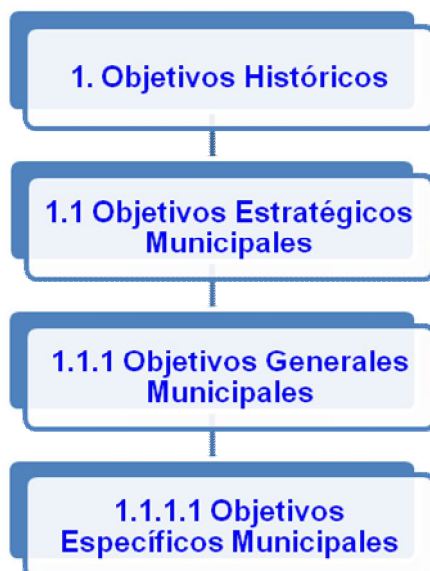 1. Objetivos Históricos
1.1 Objetivos Estratégicos
Municipales
1.1.1 Objetivos Generales
Municipales
1.1.1.1 Objetivos
Específicos Municipales